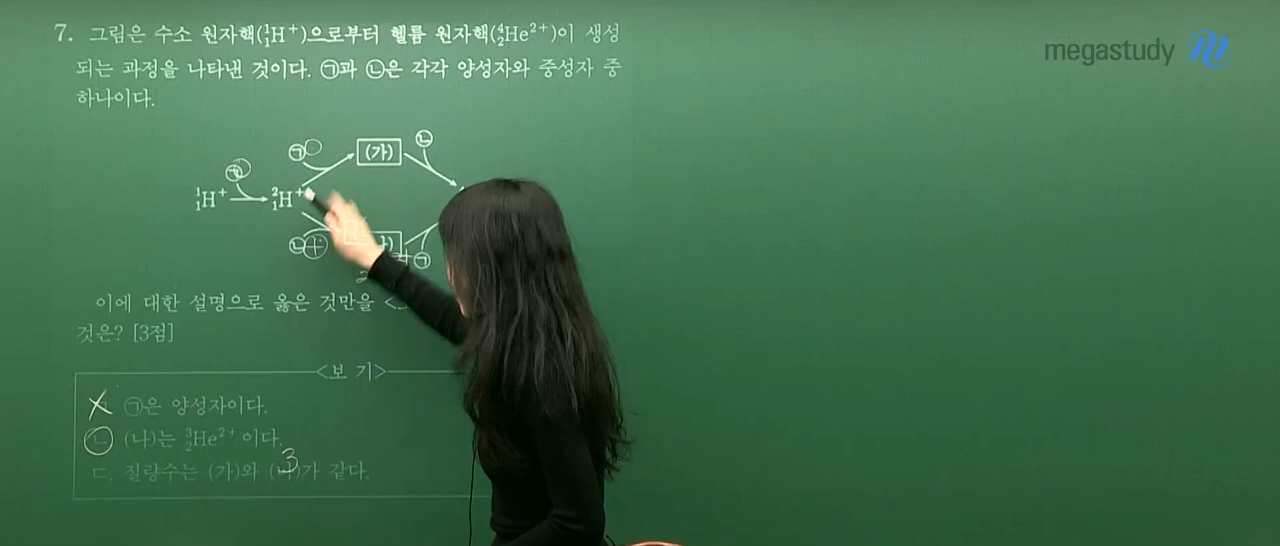 megastudy
7. 그림은 수소 원자핵(¹₁H⁺)으로부터 헬륨 원자핵(⁴₂He²⁺)이 생성
되는 과정을 나타낸 것이다. ㉠과 ㉡은 각각 양성자와 중성자 중
하나이다.
㉠ (가) ㉡
㉠
¹₁H⁺ ²₁H⁺
㉡ + ㉠
2
이에 대한 설명으로 옳은 것만을
것은? [3점]
<보 기>
㉠은 양성자이다.
ㄴ (나)는 ³₂He²⁺이다.
3
ㄷ. 질량수는 (가)와 (나)가 같다.